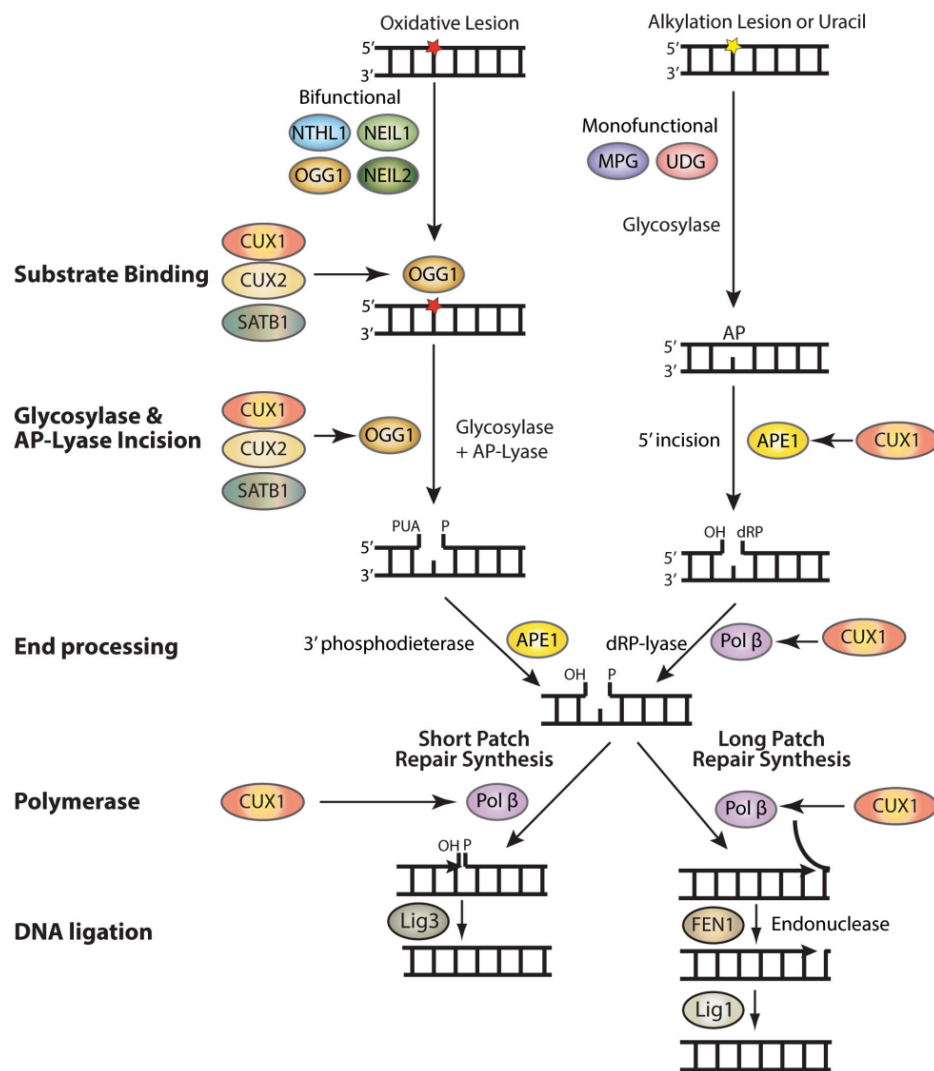 Oxidative Lesion
Alkylation Lesion or Uracil
5′
3′
5′
3′
Bifunctional
NTHL1
NEIL1
OGG1
NEIL2
Monofunctional
MPG
UDG
Glycosylase
Substrate Binding
CUX1
CUX2
SATB1
OGG1
5′
3′
AP
5′
3′
Glycosylase &
AP-Lyase Incision
CUX1
CUX2
SATB1
OGG1
Glycosylase
+ AP-Lyase
5′ incision
APE1
CUX1
PUA
P
5′
3′
OH
dRP
5′
3′
End processing
3′ phosphodieterase
APE1
dRP-lyase
Pol β
CUX1
OH
P
Short Patch
Repair Synthesis
Long Patch
Repair Synthesis
Polymerase
CUX1
Pol β
Pol β
CUX1
OH
P
DNA ligation
Lig3
FEN1
Endonuclease
Lig1